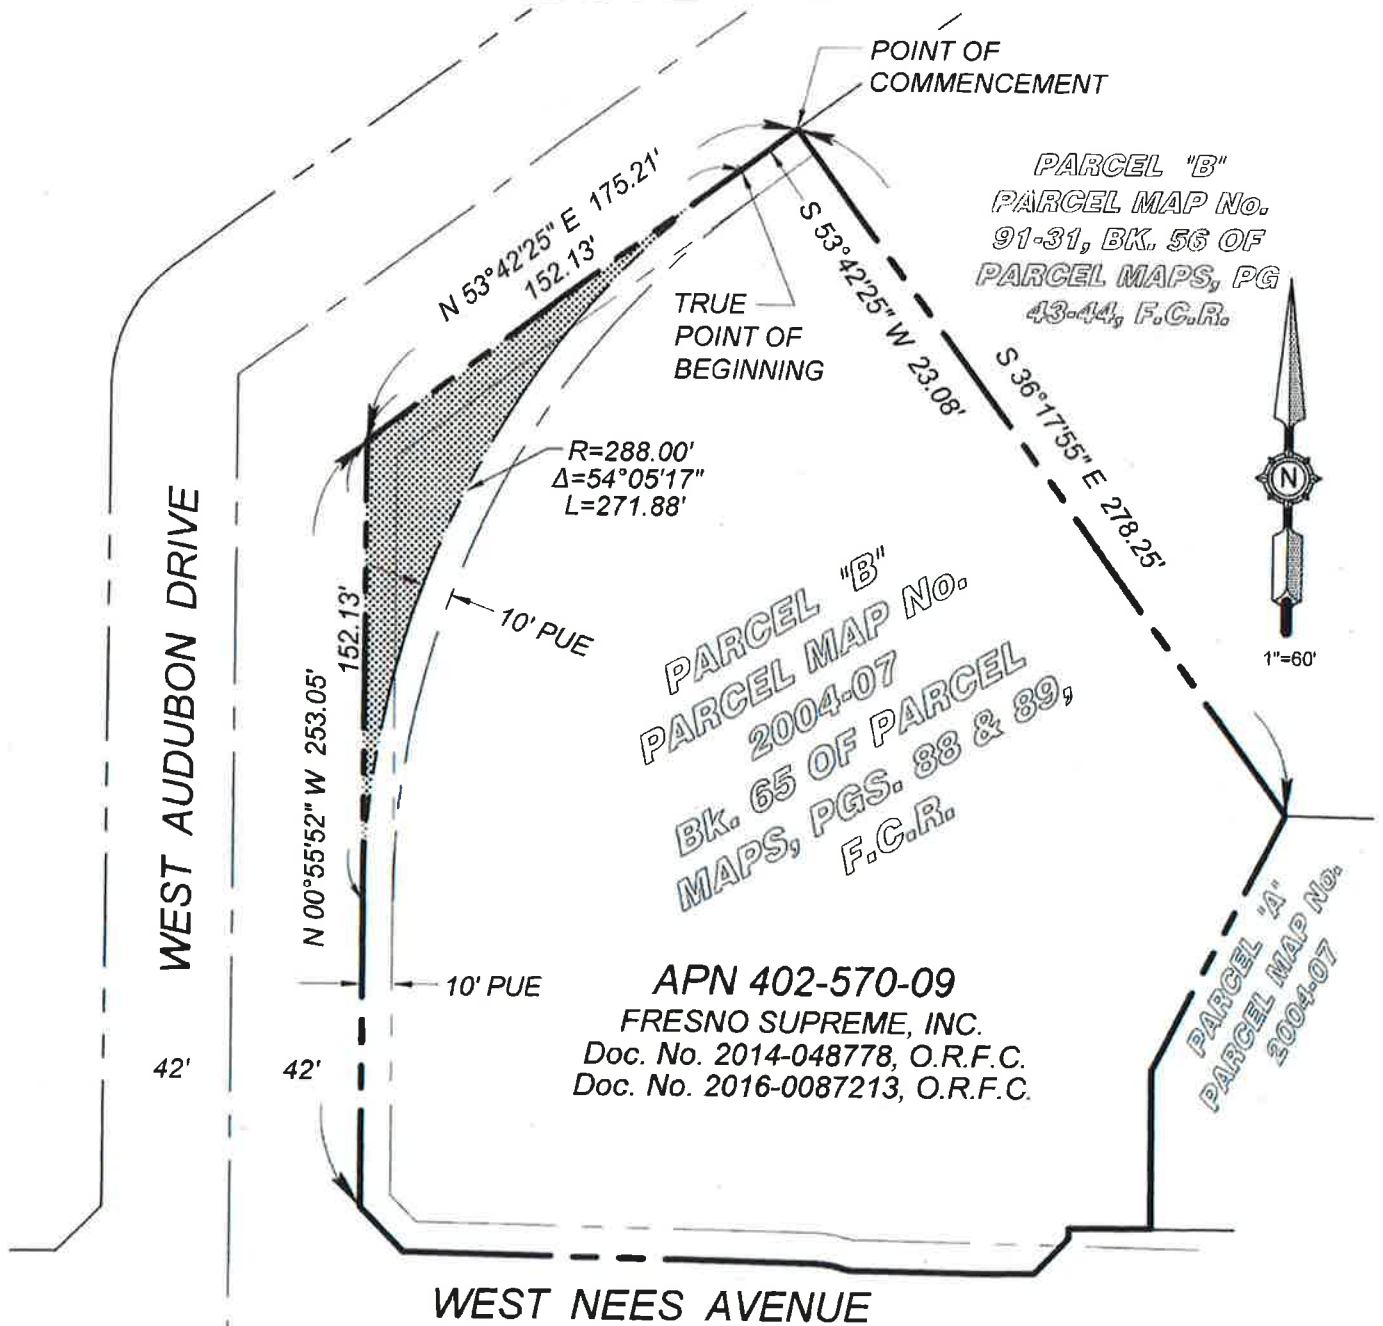 POINT OF
COMMENCEMENT
PARCEL "B"
PARCEL MAP No.
91-31, BK. 56 OF
PARCEL MAPS, PG
43-44, F.C.R.
N 53°42'25" E 175.21'
152.13'
S 53°42'25" W 23.08'
TRUE
POINT OF
BEGINNING
S 36°17'55" E 278.25'
R=288.00'
Δ=54°05'17"
L=271.88'
N
1"=60'
WEST AUDUBON DRIVE
152.13'
N 00°55'52" W 253.05'
10' PUE
PARCEL "B"
PARCEL MAP No.
2004-07
Bk. 65 OF PARCEL
MAPS, PGS. 88 & 89,
F.C.R.
PARCEL "A"
PARCEL MAP No.
2004-07
10' PUE
APN 402-570-09
FRESNO SUPREME, INC.
Doc. No. 2014-048778, O.R.F.C.
Doc. No. 2016-0087213, O.R.F.C.
42'
42'
WEST NEES AVENUE